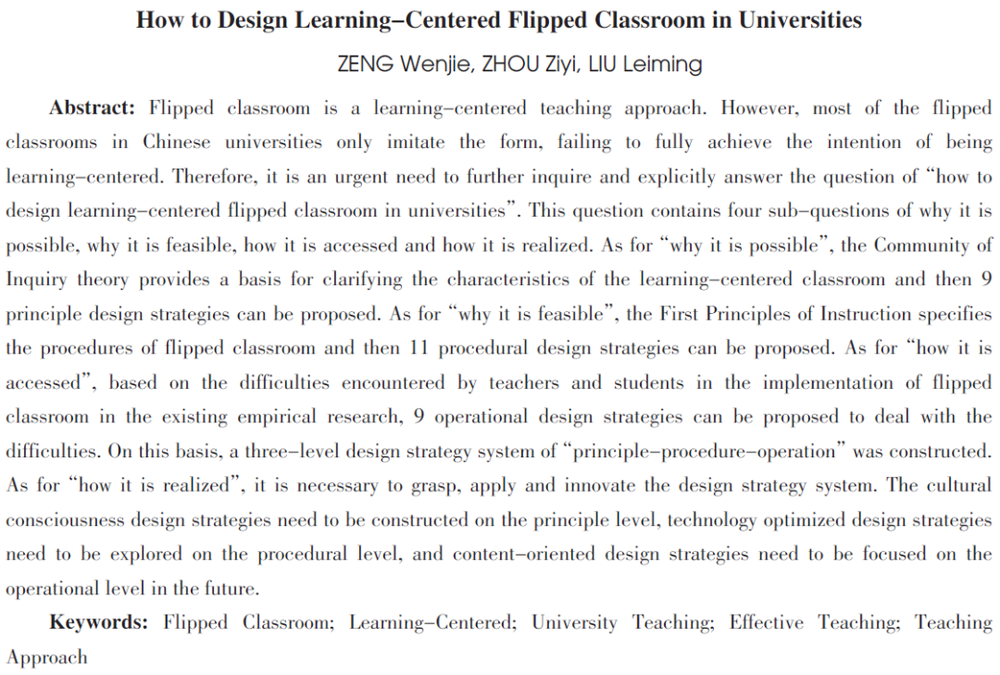 How to Design Learning–Centered Flipped Classroom in Universities
ZENG Wenjie, ZHOU Ziyi, LIU Leiming
Abstract: Flipped classroom is a learning–centered teaching approach. However, most of the flipped
classrooms in Chinese universities only imitate the form, failing to fully achieve the intention of being
learning–centered. Therefore, it is an urgent need to further inquire and explicitly answer the question of “how to
design learning–centered flipped classroom in universities”. This question contains four sub–questions of why it is
possible, why it is feasible, how it is accessed and how it is realized. As for “why it is possible”, the Community of
Inquiry theory provides a basis for clarifying the characteristics of the learning–centered classroom and then 9
principle design strategies can be proposed. As for “why it is feasible”, the First Principles of Instruction specifies
the procedures of flipped classroom and then 11 procedural design strategies can be proposed. As for “how it is
accessed”, based on the difficulties encountered by teachers and students in the implementation of flipped
classroom in the existing empirical research, 9 operational design strategies can be proposed to deal with the
difficulties. On this basis, a three–level design strategy system of “principle–procedure–operation” was constructed.
As for “how it is realized”, it is necessary to grasp, apply and innovate the design strategy system. The cultural
consciousness design strategies need to be constructed on the principle level, technology optimized design strategies
need to be explored on the procedural level, and content–oriented design strategies need to be focused on the
operational level in the future.
Keywords: Flipped Classroom; Learning–Centered; University Teaching; Effective Teaching; Teaching
Approach